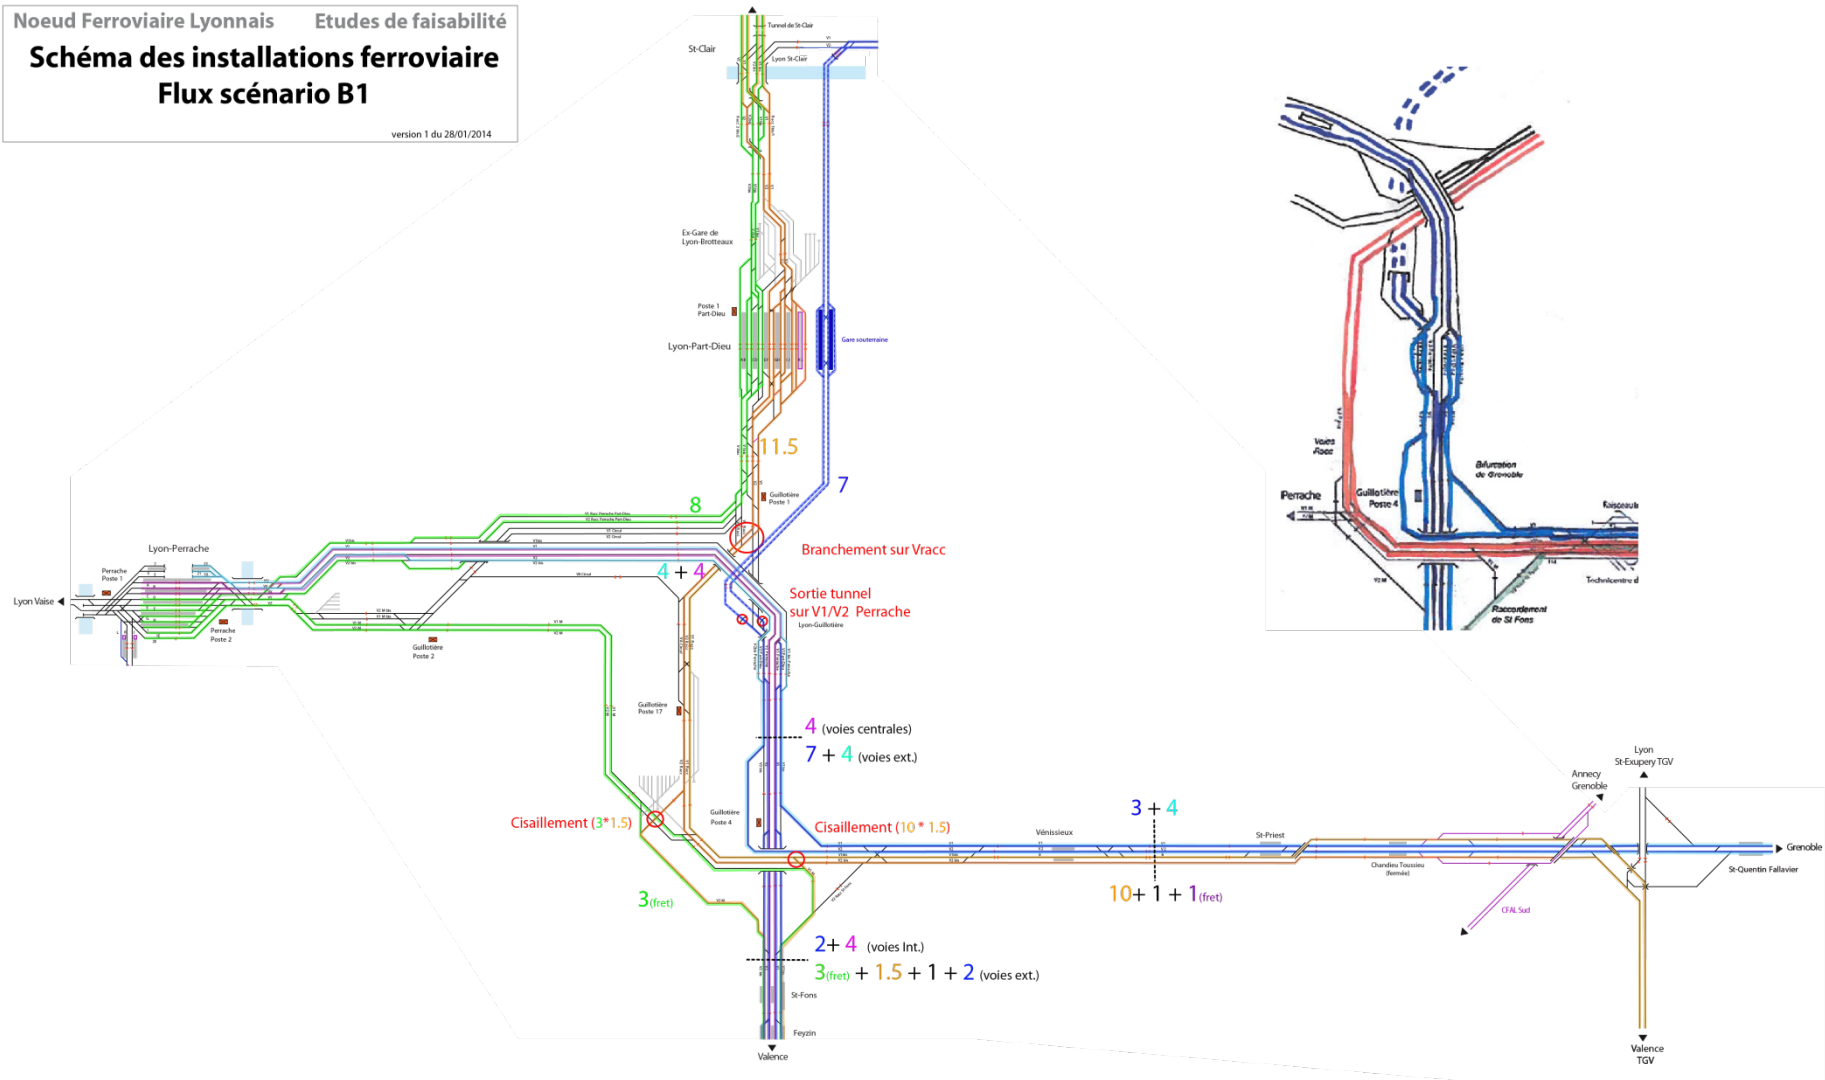 Noeud Ferroviaire Lyonnais Etudes de faisabilité
Schéma des installations ferroviaire
Flux scénario B1
version 1 du 28/01/2014
Tunnel de St-Clair
St-Clair
Lyon St-Clair
Ex-Gare de
Lyon-Brotteaux
Poste 1
Part-Dieu
Lyon-Part-Dieu
Gare souterraine
11.5
7
Guillotière
Poste 1
8
Branchement sur Vracc
Lyon-Perrache
Perrache
Poste 1
4 + 4
Sortie tunnel
sur V1/V2 Perrache
Lyon-Guillotière
Lyon Vaise
Perrache
Poste 2
Guillotière
Poste 2
Guillotière
Poste 17
4 (voies centrales)
7 + 4 (voies ext.)
Guillotière
Poste 4
Cisaillement (3*1.5)
Cisaillement (10 * 1.5)
3 + 4
Vénissieux
St-Priest
Chandieu Toussieu
(fermée)
10+ 1 + 1(fret)
3(fret)
CFAL Sud
2+ 4 (voies Int.)
3(fret) + 1.5 + 1 + 2 (voies ext.)
St-Fons
Feyzin
Valence
Lyon
St-Exupery TGV
Annecy
Grenoble
Grenoble
St-Quentin Fallavier
Valence
TGV
Voies
Race
Bifurcation
de Grenoble
Perrache
Guillotière
Poste 4
Faisceaub
Technicentre d
Raccordement
de St Fons